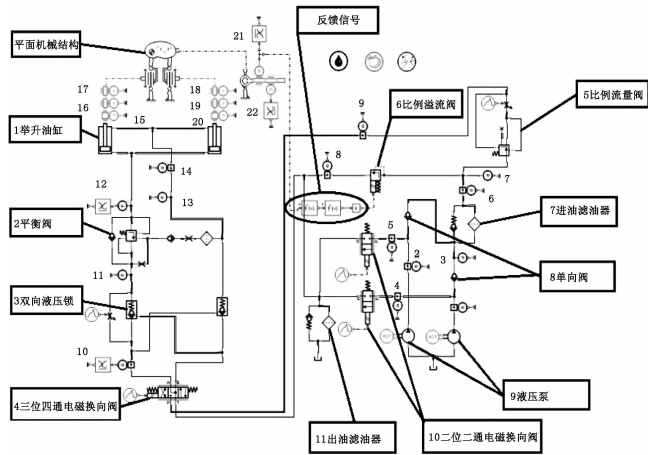 反馈信号
平面机械结构
21
5比例流量阀
6比例溢流阀
9
17
18
16
19
22
15
20
1举升油缸
8
7
14
12
13
6
7进油滤油器
2平衡阀
5
2
3
8单向阀
11
4
3双向液压锁
10
9液压泵
4三位四通电磁换向阀
11出油滤油器
10二位二通电磁换向阀